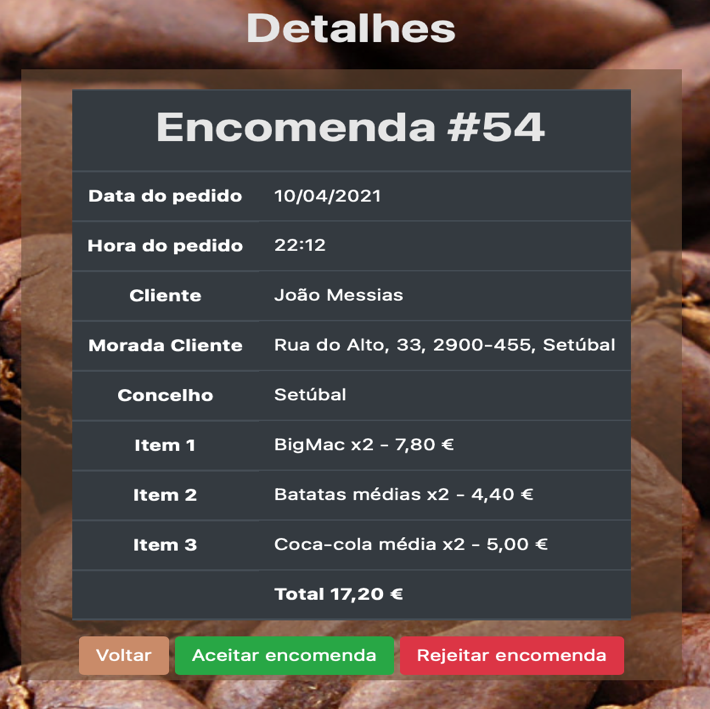 Detalhes
Encomenda #54
Data do pedido 10/04/2021
Hora do pedido 22:12
Cliente João Messias
Morada Cliente Rua do Alto, 33, 2900-455, Setúbal
Concelho Setúbal
Item 1 BigMac x2 - 7,80 €
Item 2 Batatas médias x2 - 4,40 €
Item 3 Coca-cola média x2 - 5,00 €
Total 17,20 €
Voltar Aceitar encomenda Rejeitar encomenda